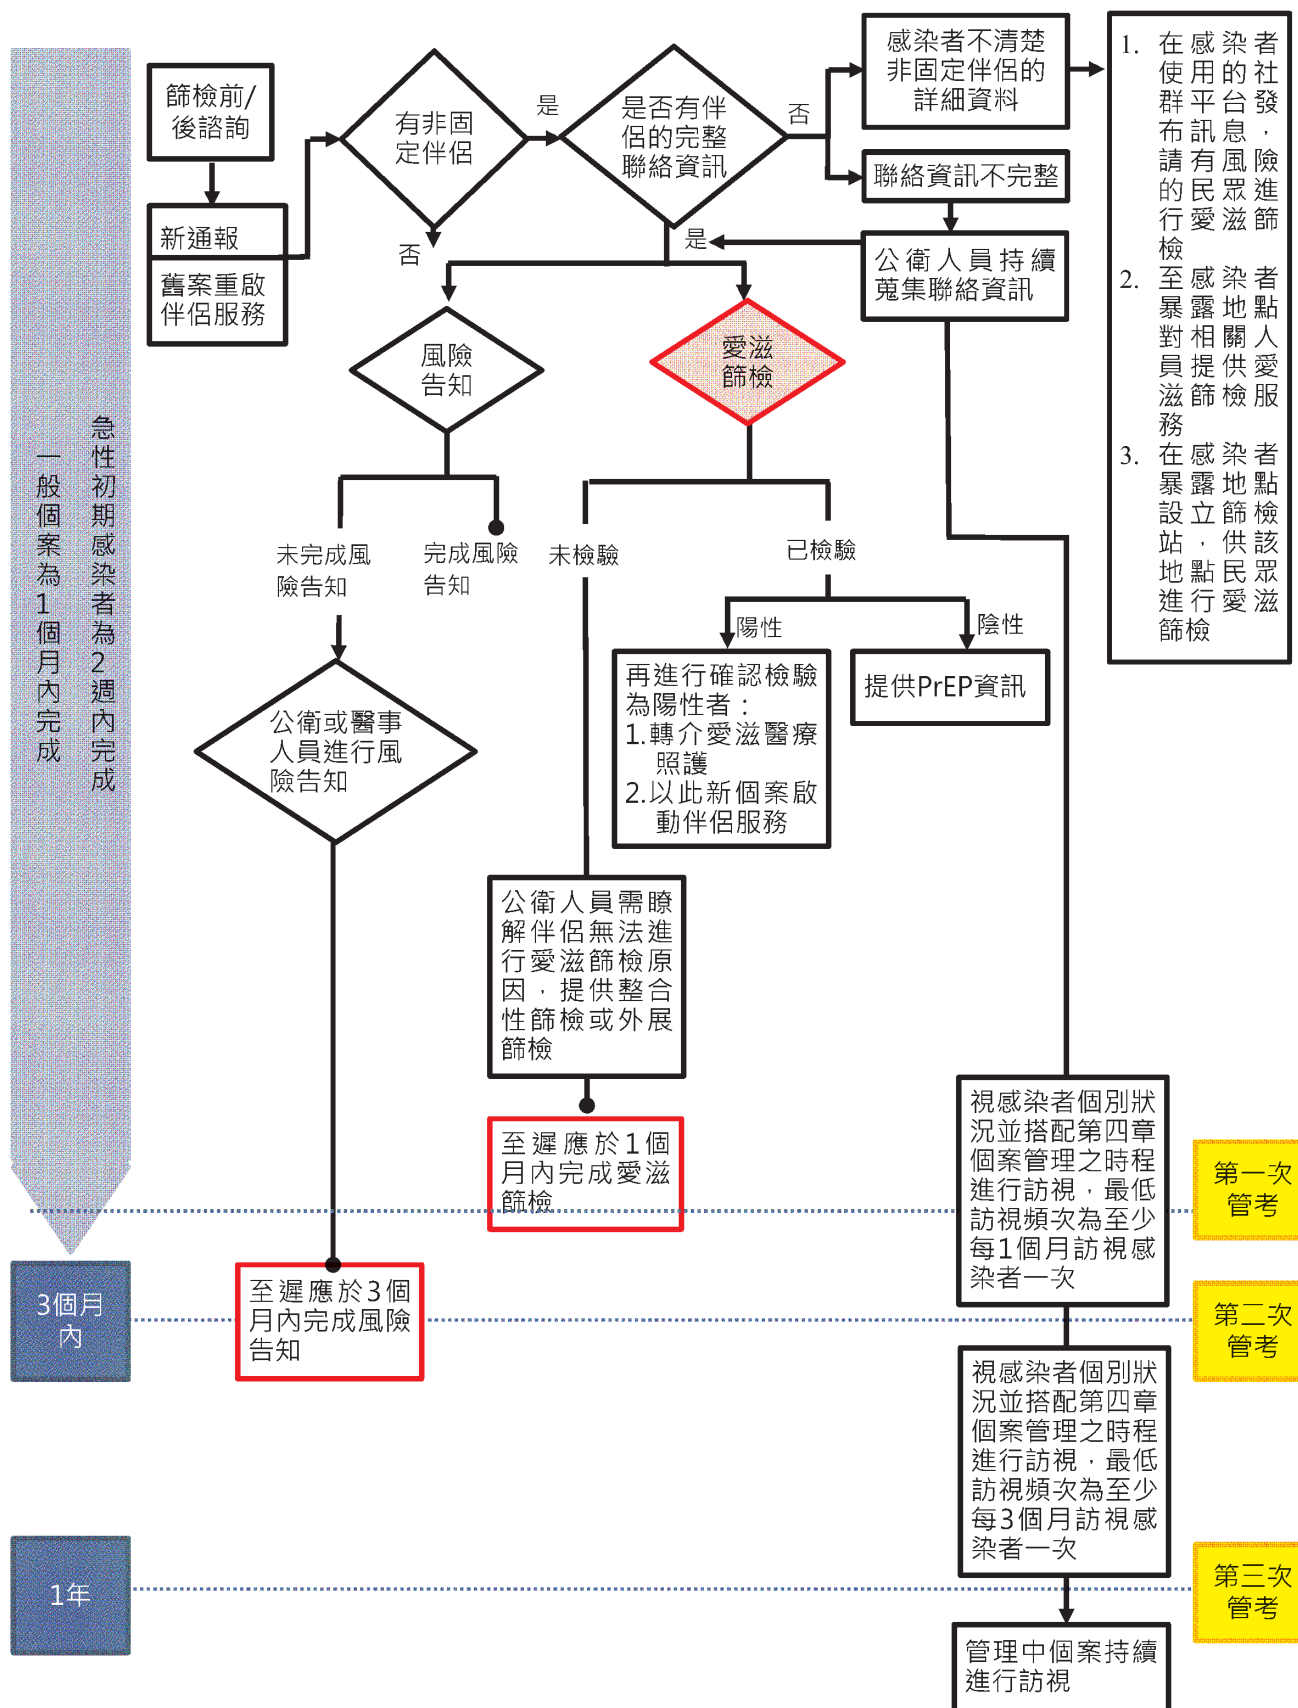 篩檢前/
後諮詢
新通報
舊案重啟
伴侶服務
有非固
定伴侶
是
否
是否有伴
侶的完整
聯絡資訊
否
是
感染者不清楚
非固定伴侶的
詳細資料
聯絡資訊不完整
公衛人員持續
蒐集聯絡資訊
1. 在感染者
使用的社
群平台發
布訊息，
請有風險
的民眾進
行愛滋篩
檢
2. 至感染者
暴露地點
對相關人
員提供愛
滋篩檢服
務
3. 在感染者
暴露地點
設立篩檢
站，供該
地點民眾
進行愛滋
篩檢
風險
告知
愛滋
篩檢
急性初期感染者為2週內完成
一般個案為1個月內完成
未完成風
險告知
完成風險
告知
未檢驗
已檢驗
陽性
陰性
再進行確認檢驗
為陽性者：
1.轉介愛滋醫療
照護
2.以此新個案啟
動伴侶服務
提供PrEP資訊
公衛或醫事
人員進行風
險告知
公衛人員需瞭
解伴侶無法進
行愛滋篩檢原
因，提供整合
性篩檢或外展
篩檢
至遲應於1個
月內完成愛滋
篩檢
視感染者個別狀
況並搭配第四章
個案管理之時程
進行訪視，最低
訪視頻次為至少
每1個月訪視感
染者一次
第一次
管考
3個月
內
至遲應於3個
月內完成風險
告知
第二次
管考
視感染者個別狀
況並搭配第四章
個案管理之時程
進行訪視，最低
訪視頻次為至少
每3個月訪視感
染者一次
1年
第三次
管考
管理中個案持續
進行訪視